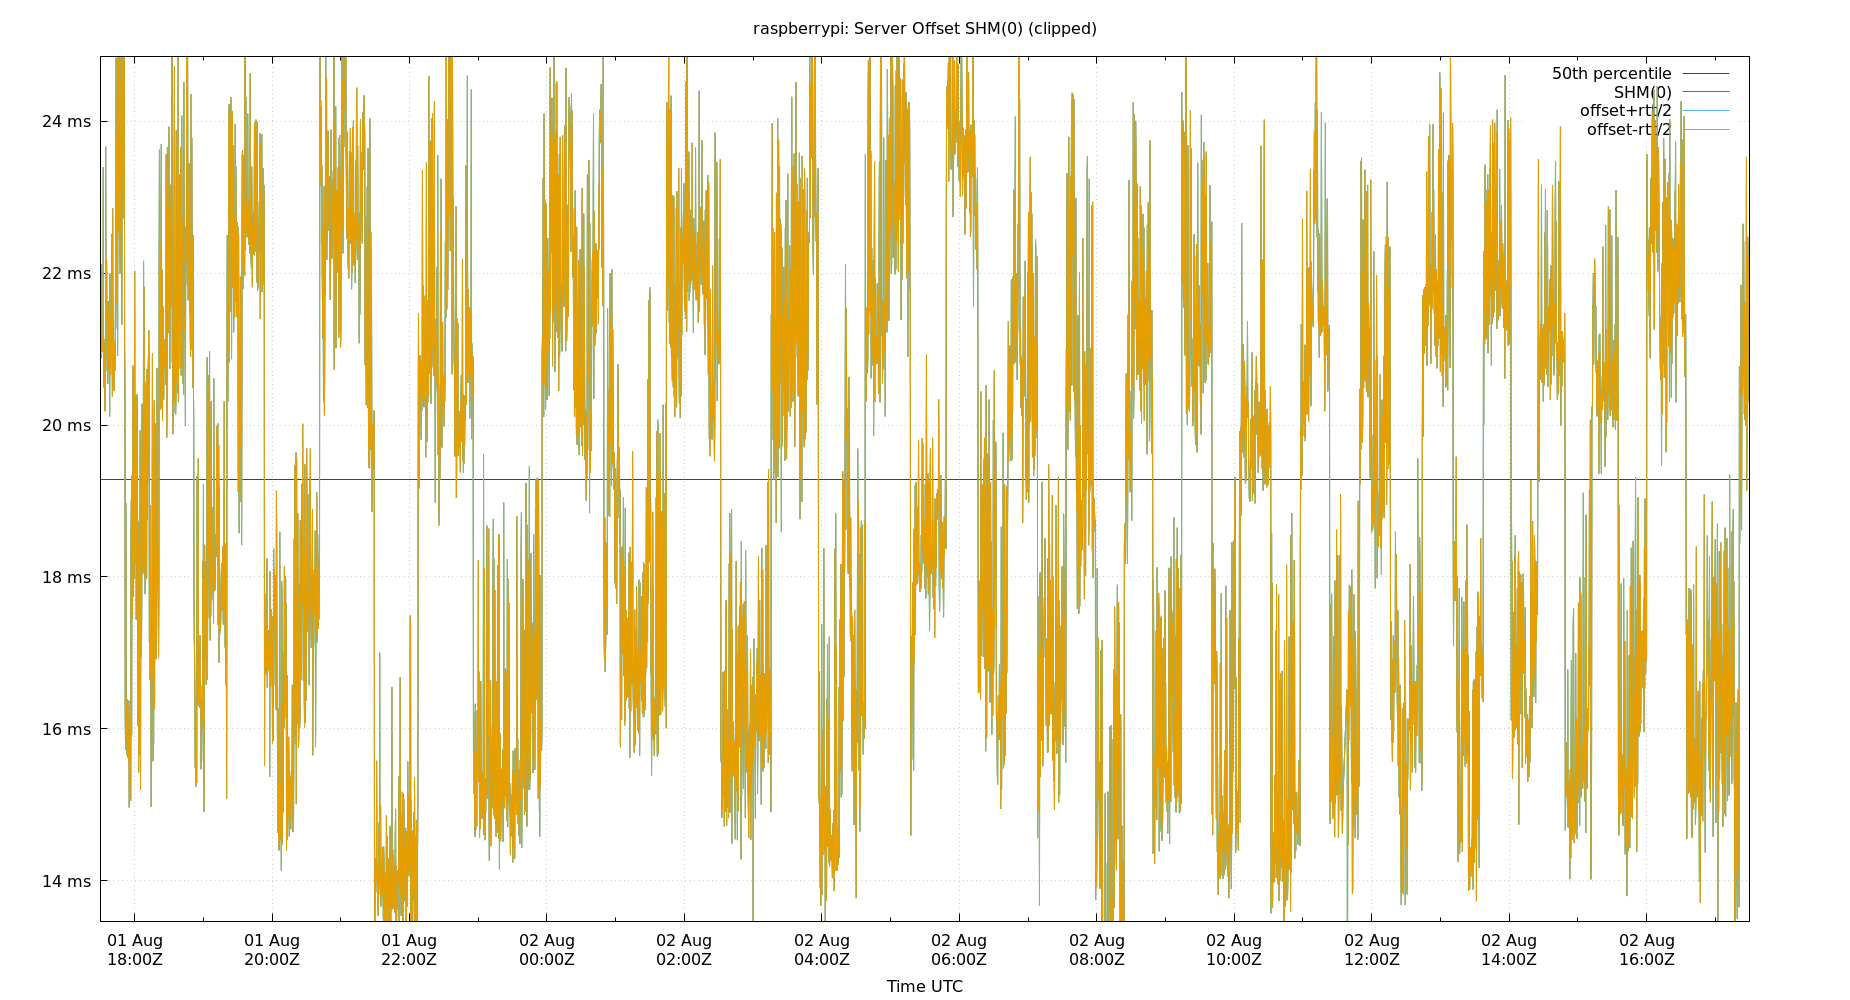 raspberrypi: Server Offset SHM(0) (clipped)
50th percentile
SHM(0)
offset+rtt/2
offset-rtt/2
24 ms
22 ms
20 ms
18 ms
16 ms
14 ms
01 Aug 01 Aug 01 Aug 02 Aug 02 Aug 02 Aug 02 Aug 02 Aug 02 Aug 02 Aug 02 Aug 02 Aug
18:00Z 20:00Z 22:00Z 00:00Z 02:00Z 04:00Z 06:00Z 08:00Z 10:00Z 12:00Z 14:00Z 16:00Z
Time UTC